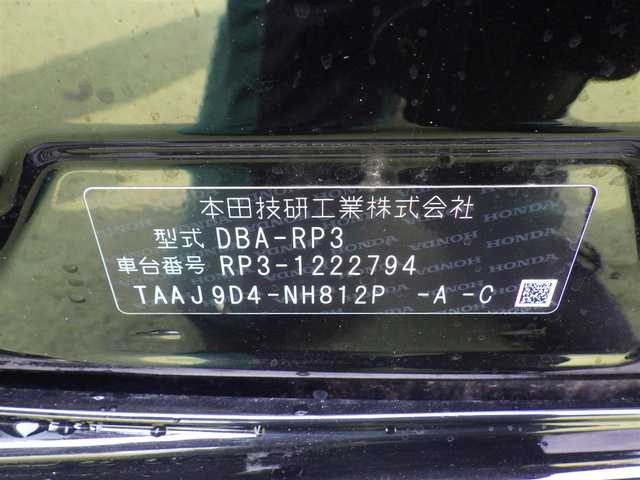 本田技研工業株式会社
型式 DBA-RP3
車台番号 RP3-1222794
TAAJ9D4-NH812P -A-C